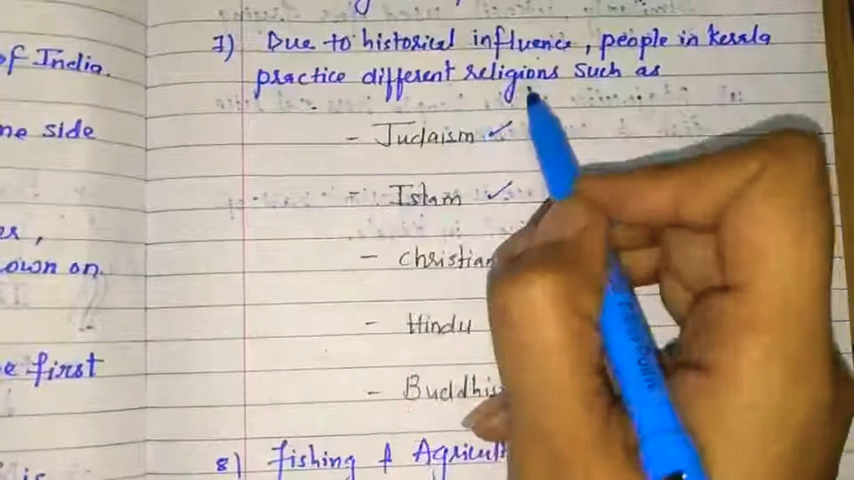 of India.
ne side
own on
e first
7) Due to historical influence, people in Kerala
practice different religions such as
- Judaism ✓
- Islam ✓
- Christian
- Hindu
- Buddhis
8) Fishing & Agricult